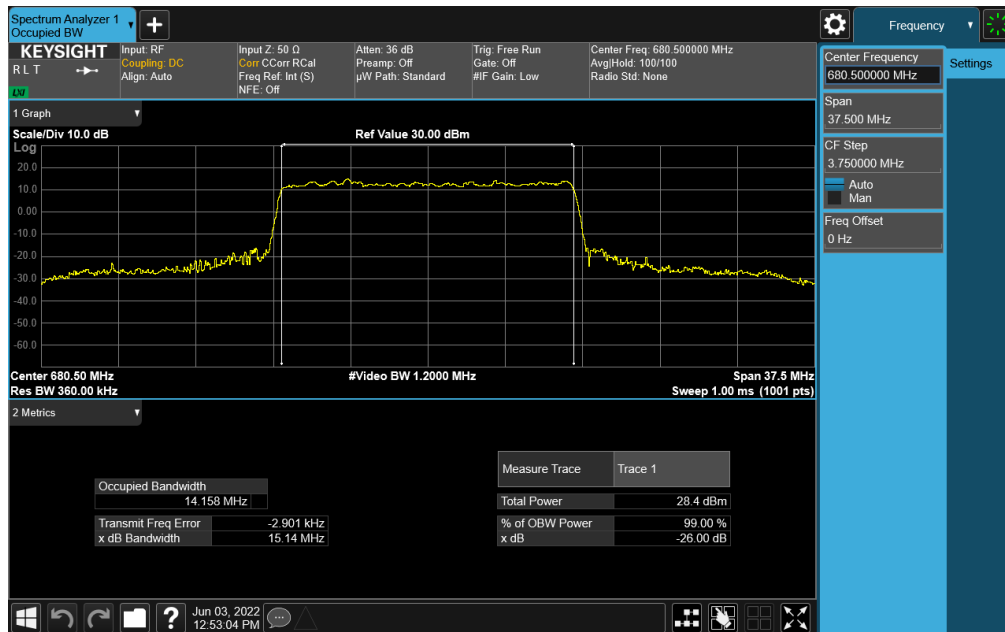 Spectrum Analyzer 1
Occupied BW
Frequency
KEYSIGHT
R L T
LXI
Input: RF
Coupling: DC
Align: Auto
Input Z: 50 Ω
Corr CCorr RCal
Freq Ref: Int (S)
NFE: Off
Atten: 36 dB
Preamp: Off
µW Path: Standard
Trig: Free Run
Gate: Off
#IF Gain: Low
Center Freq: 680.500000 MHz
Avg|Hold: 100/100
Radio Std: None
Center Frequency
680.500000 MHz
Settings
Span
37.500 MHz
CF Step
3.750000 MHz
Auto
Man
Freq Offset
0 Hz
1 Graph
Scale/Div 10.0 dB
Ref Value 30.00 dBm
Log
20.0
10.0
0.00
-10.0
-20.0
-30.0
-40.0
-50.0
-60.0
Center 680.50 MHz
#Video BW 1.2000 MHz
Span 37.5 MHz
Res BW 360.00 kHz
Sweep 1.00 ms (1001 pts)
2 Metrics
Occupied Bandwidth
14.158 MHz
Transmit Freq Error -2.901 kHz
x dB Bandwidth 15.14 MHz
Measure Trace Trace 1
Total Power 28.4 dBm
% of OBW Power 99.00 %
x dB -26.00 dB
Jun 03, 2022
12:53:04 PM